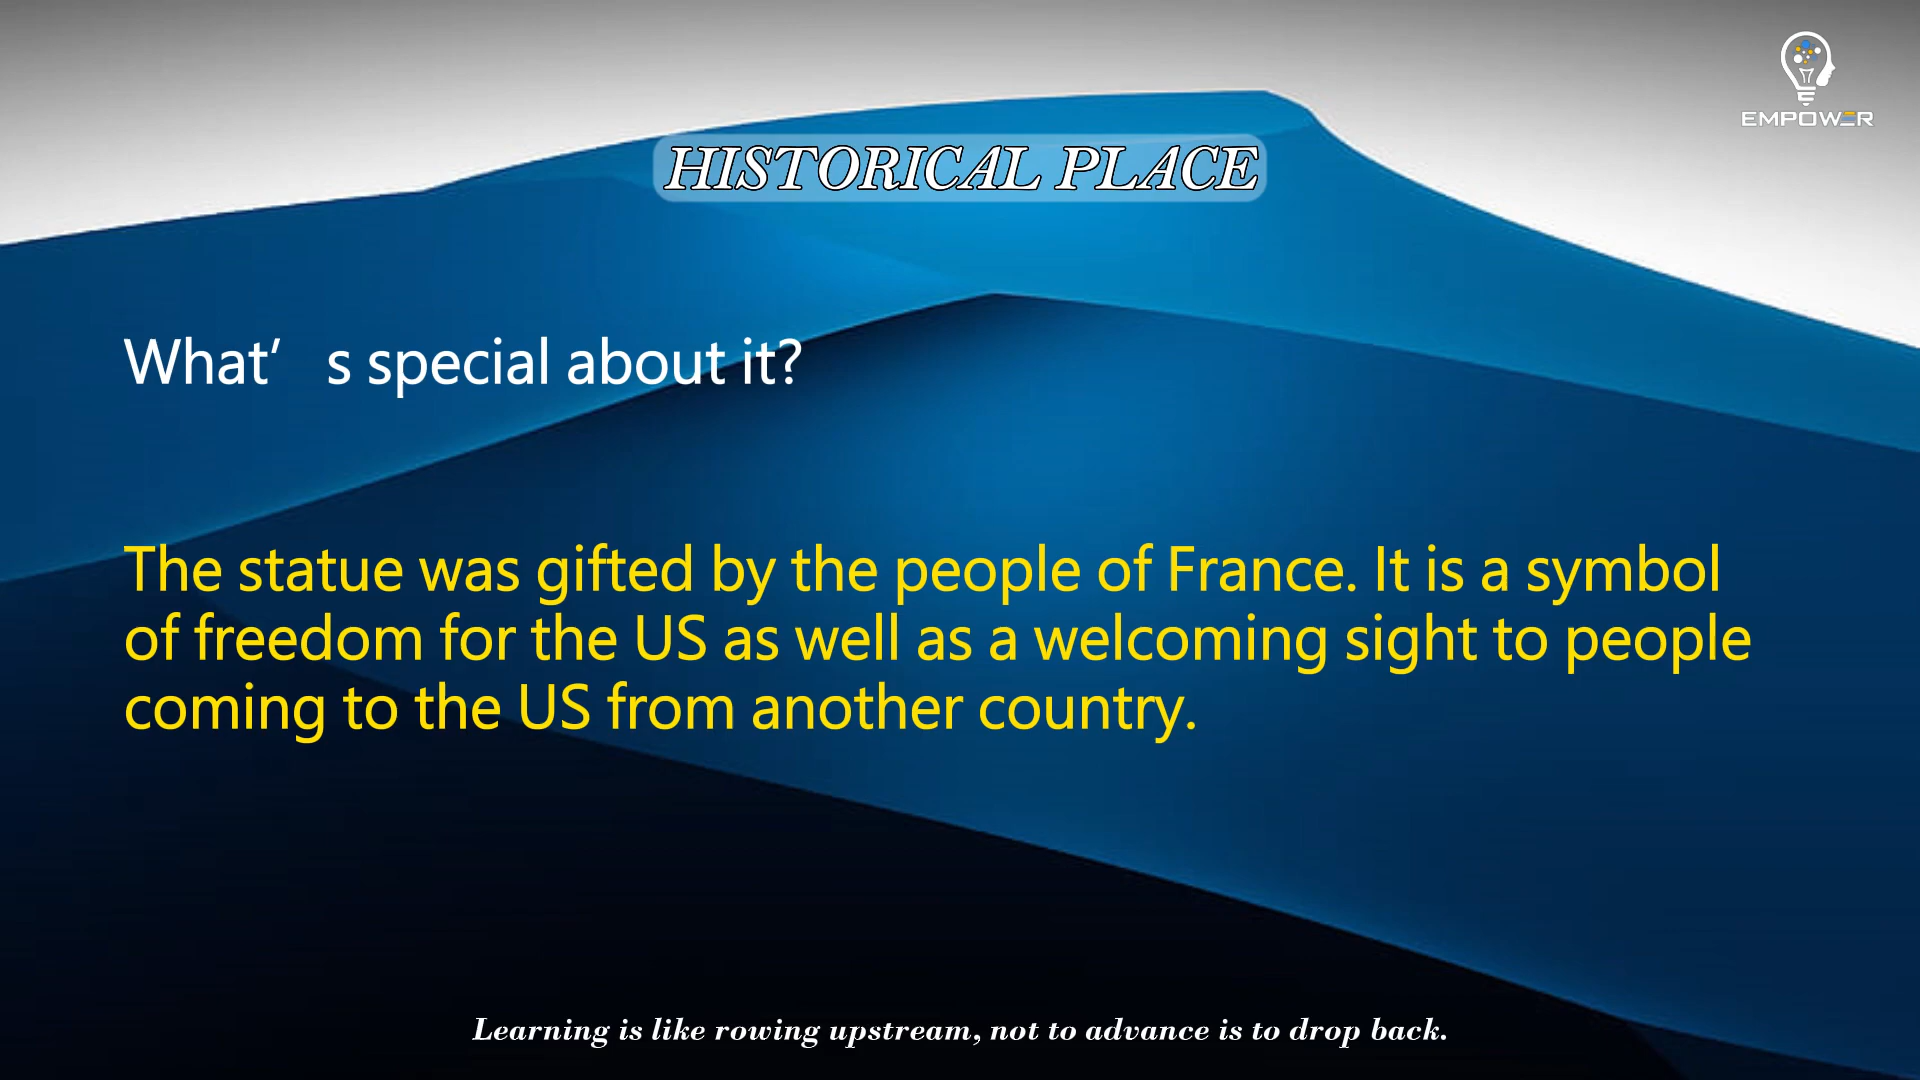 EMPOWER
HISTORICAL PLACE
What’s special about it?
The statue was gifted by the people of France. It is a symbol
of freedom for the US as well as a welcoming sight to people
coming to the US from another country.
Learning is like rowing upstream, not to advance is to drop back.